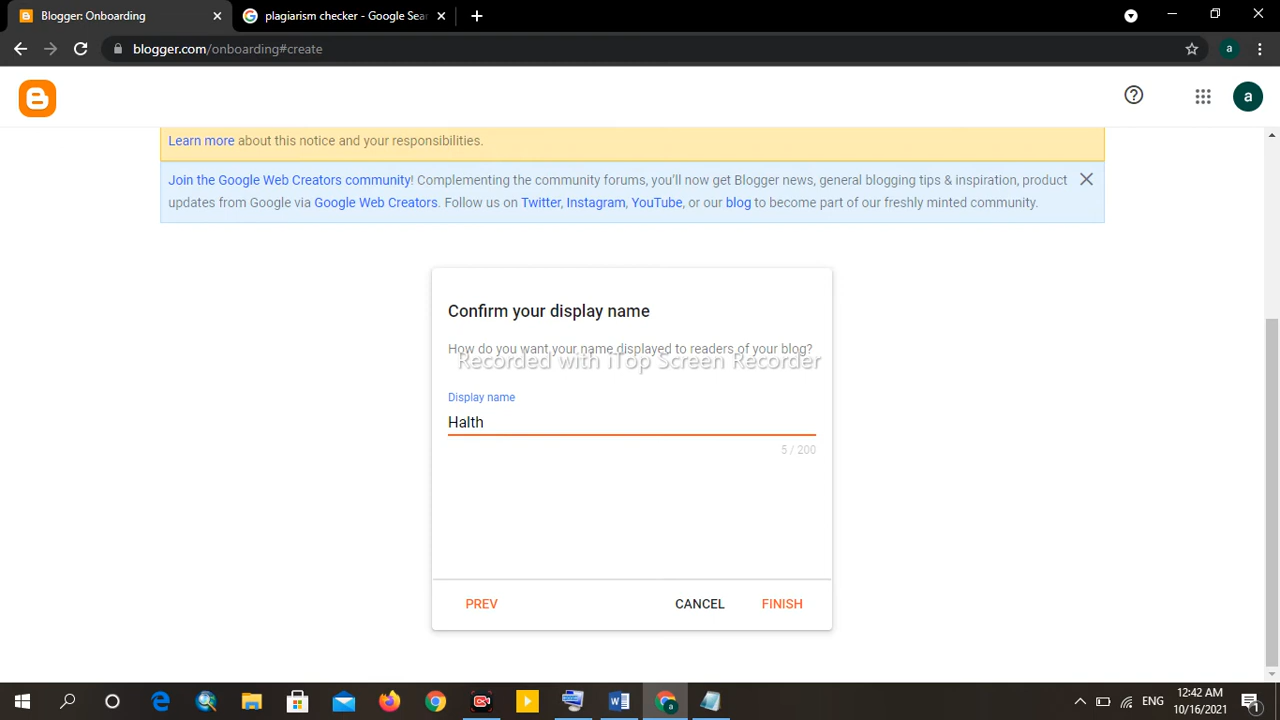 Blogger: Onboarding
plagiarism checker - Google Sear
blogger.com/onboarding#create
a
a
Learn more about this notice and your responsibilities.
Join the Google Web Creators community! Complementing the community forums, you'll now get Blogger news, general blogging tips & inspiration, product
updates from Google via Google Web Creators. Follow us on Twitter, Instagram, YouTube, or our blog to become part of our freshly minted community.
Confirm your display name
How do you want your name displayed to readers of your blog?
Recorded with iTop Screen Recorder
Display name
Halth
5 / 200
PREV CANCEL FINISH
ENG
12:42 AM
10/16/2021
1